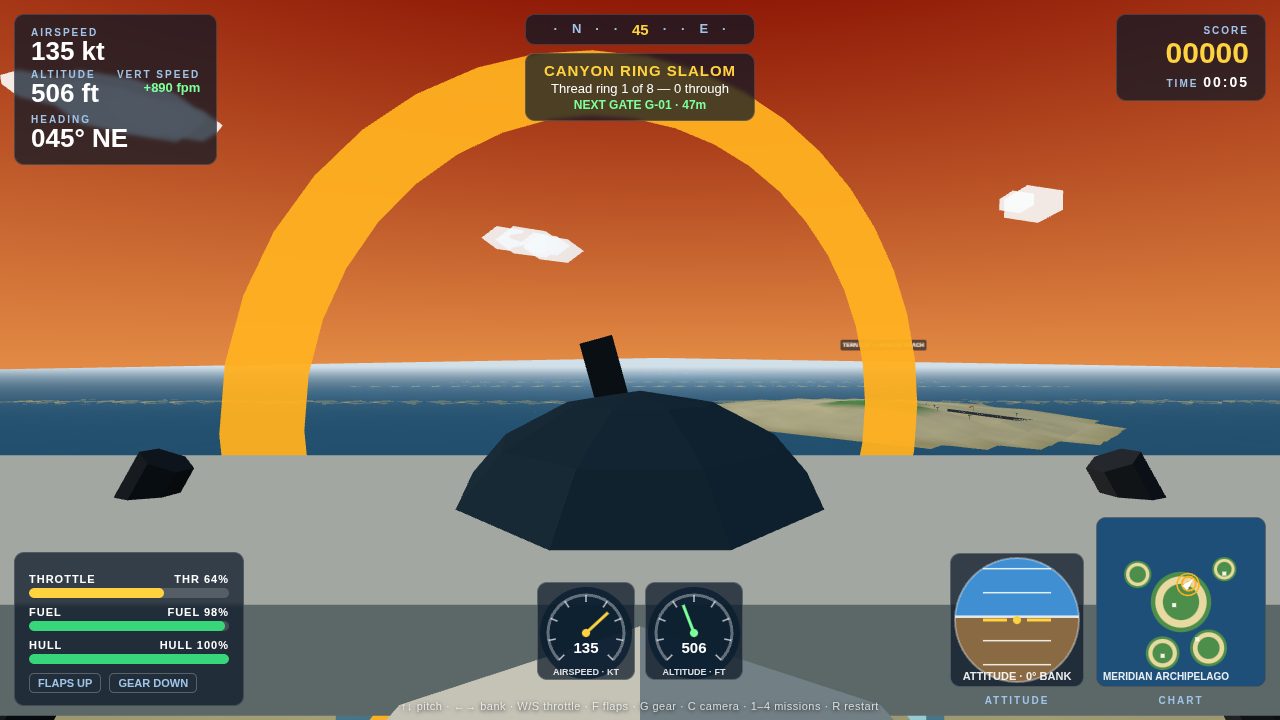 AIRSPEED
135 kt
ALTITUDE VERT SPEED
506 ft +890 fpm
HEADING
045° NE
· N · · 45 · · E ·
CANYON RING SLALOM
Thread ring 1 of 8 — 0 through
NEXT GATE G-01 · 47m
SCORE
00000
TIME 00:05
THROTTLE THR 64%
FUEL FUEL 98%
HULL HULL 100%
FLAPS UP GEAR DOWN
135
AIRSPEED · KT
506
ALTITUDE · FT
ATTITUDE · 0° BANK
ATTITUDE
MERIDIAN ARCHIPELAGO
CHART
↑↓ pitch · ←→ bank · W/S throttle · F flaps · G gear · C camera · 1–4 missions · R restart